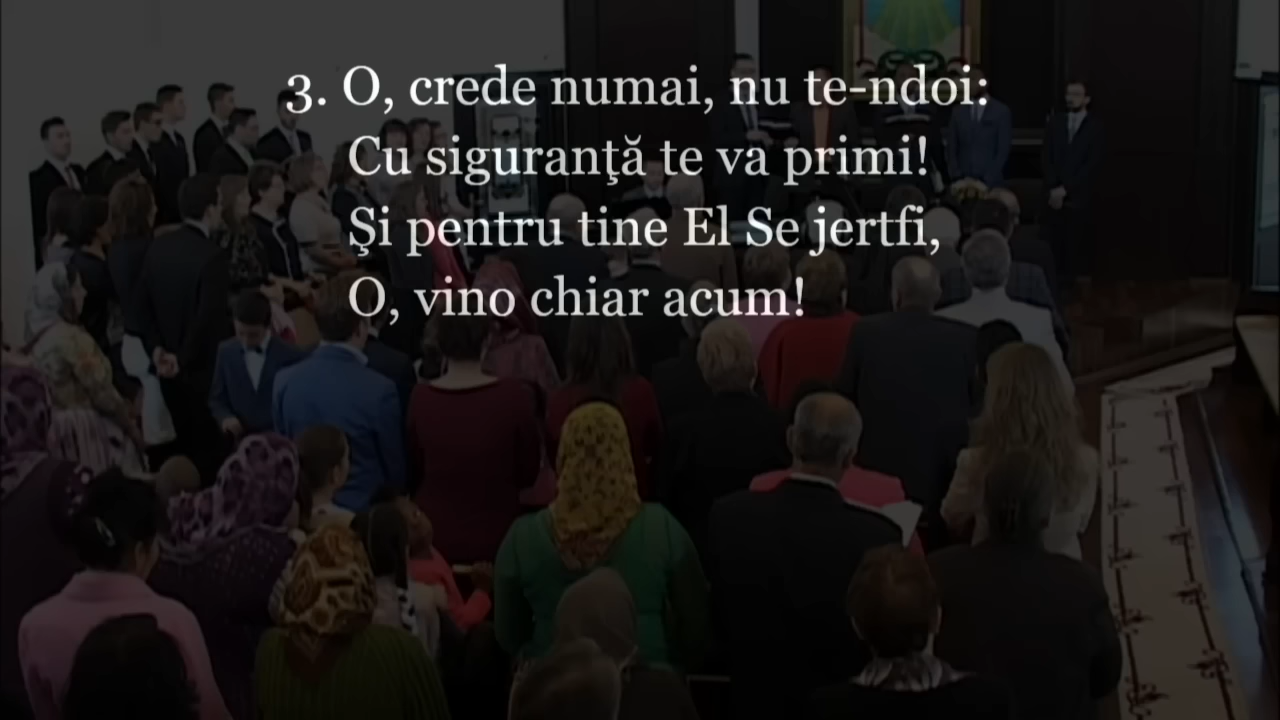 3. O, crede numai, nu te-ndoi:
Cu siguranţă te va primi!
Şi pentru tine El Se jertfi,
O, vino chiar acum!